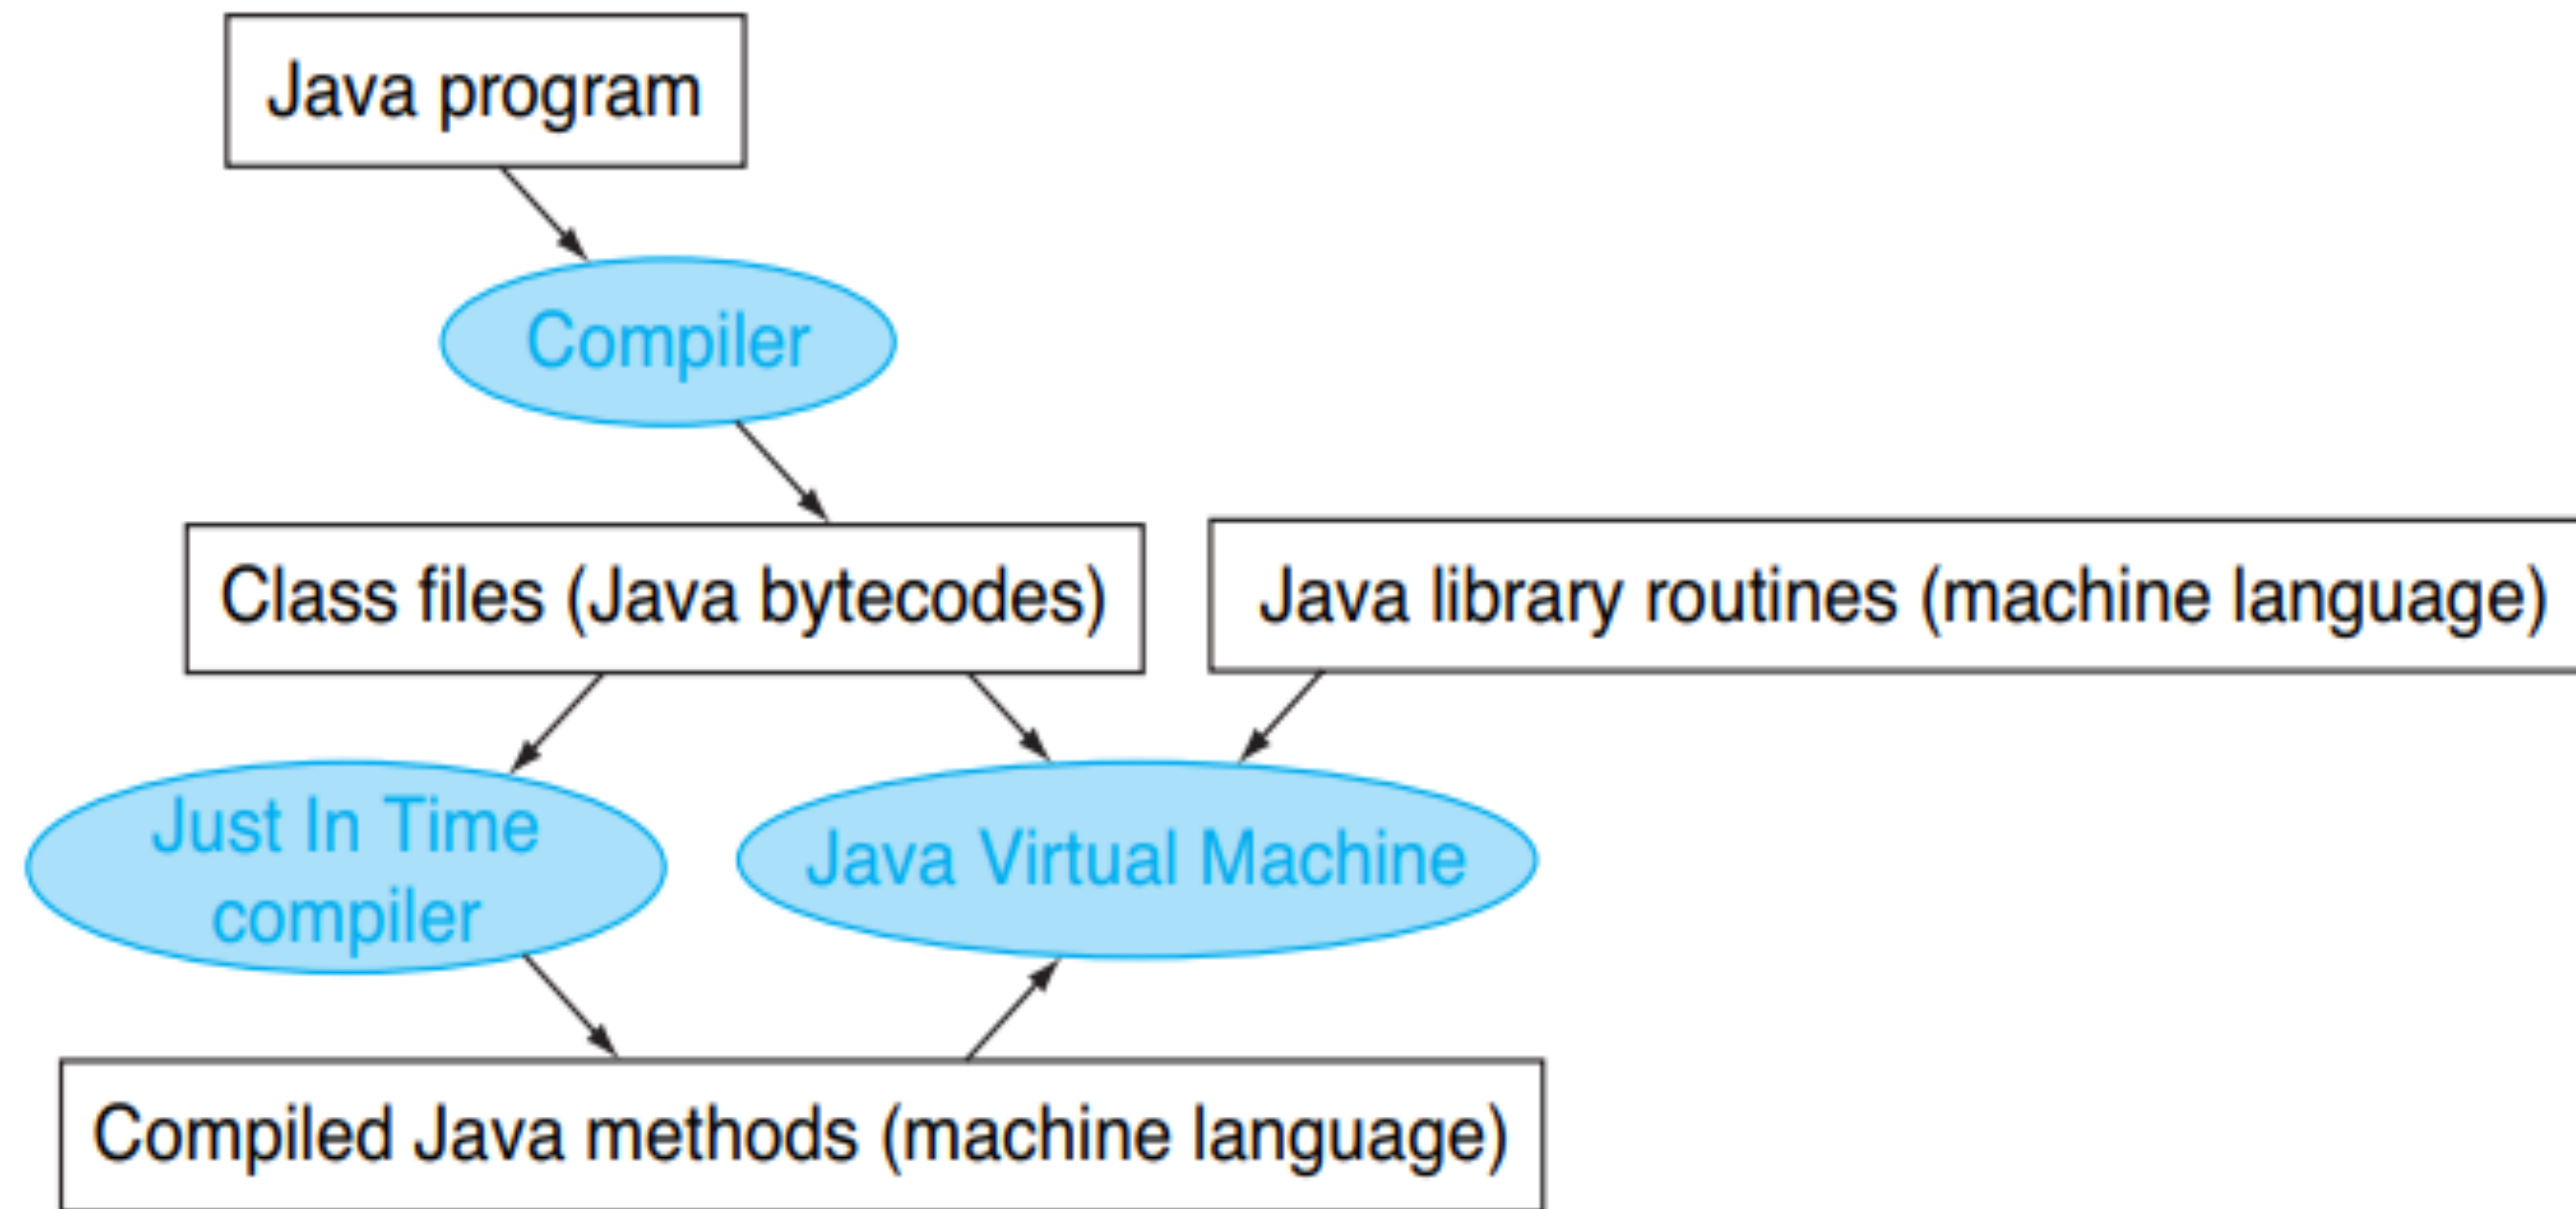 Java program
Compiler
Class files (Java bytecodes)
Java library routines (machine language)
Just In Time
compiler
Java Virtual Machine
Compiled Java methods (machine language)